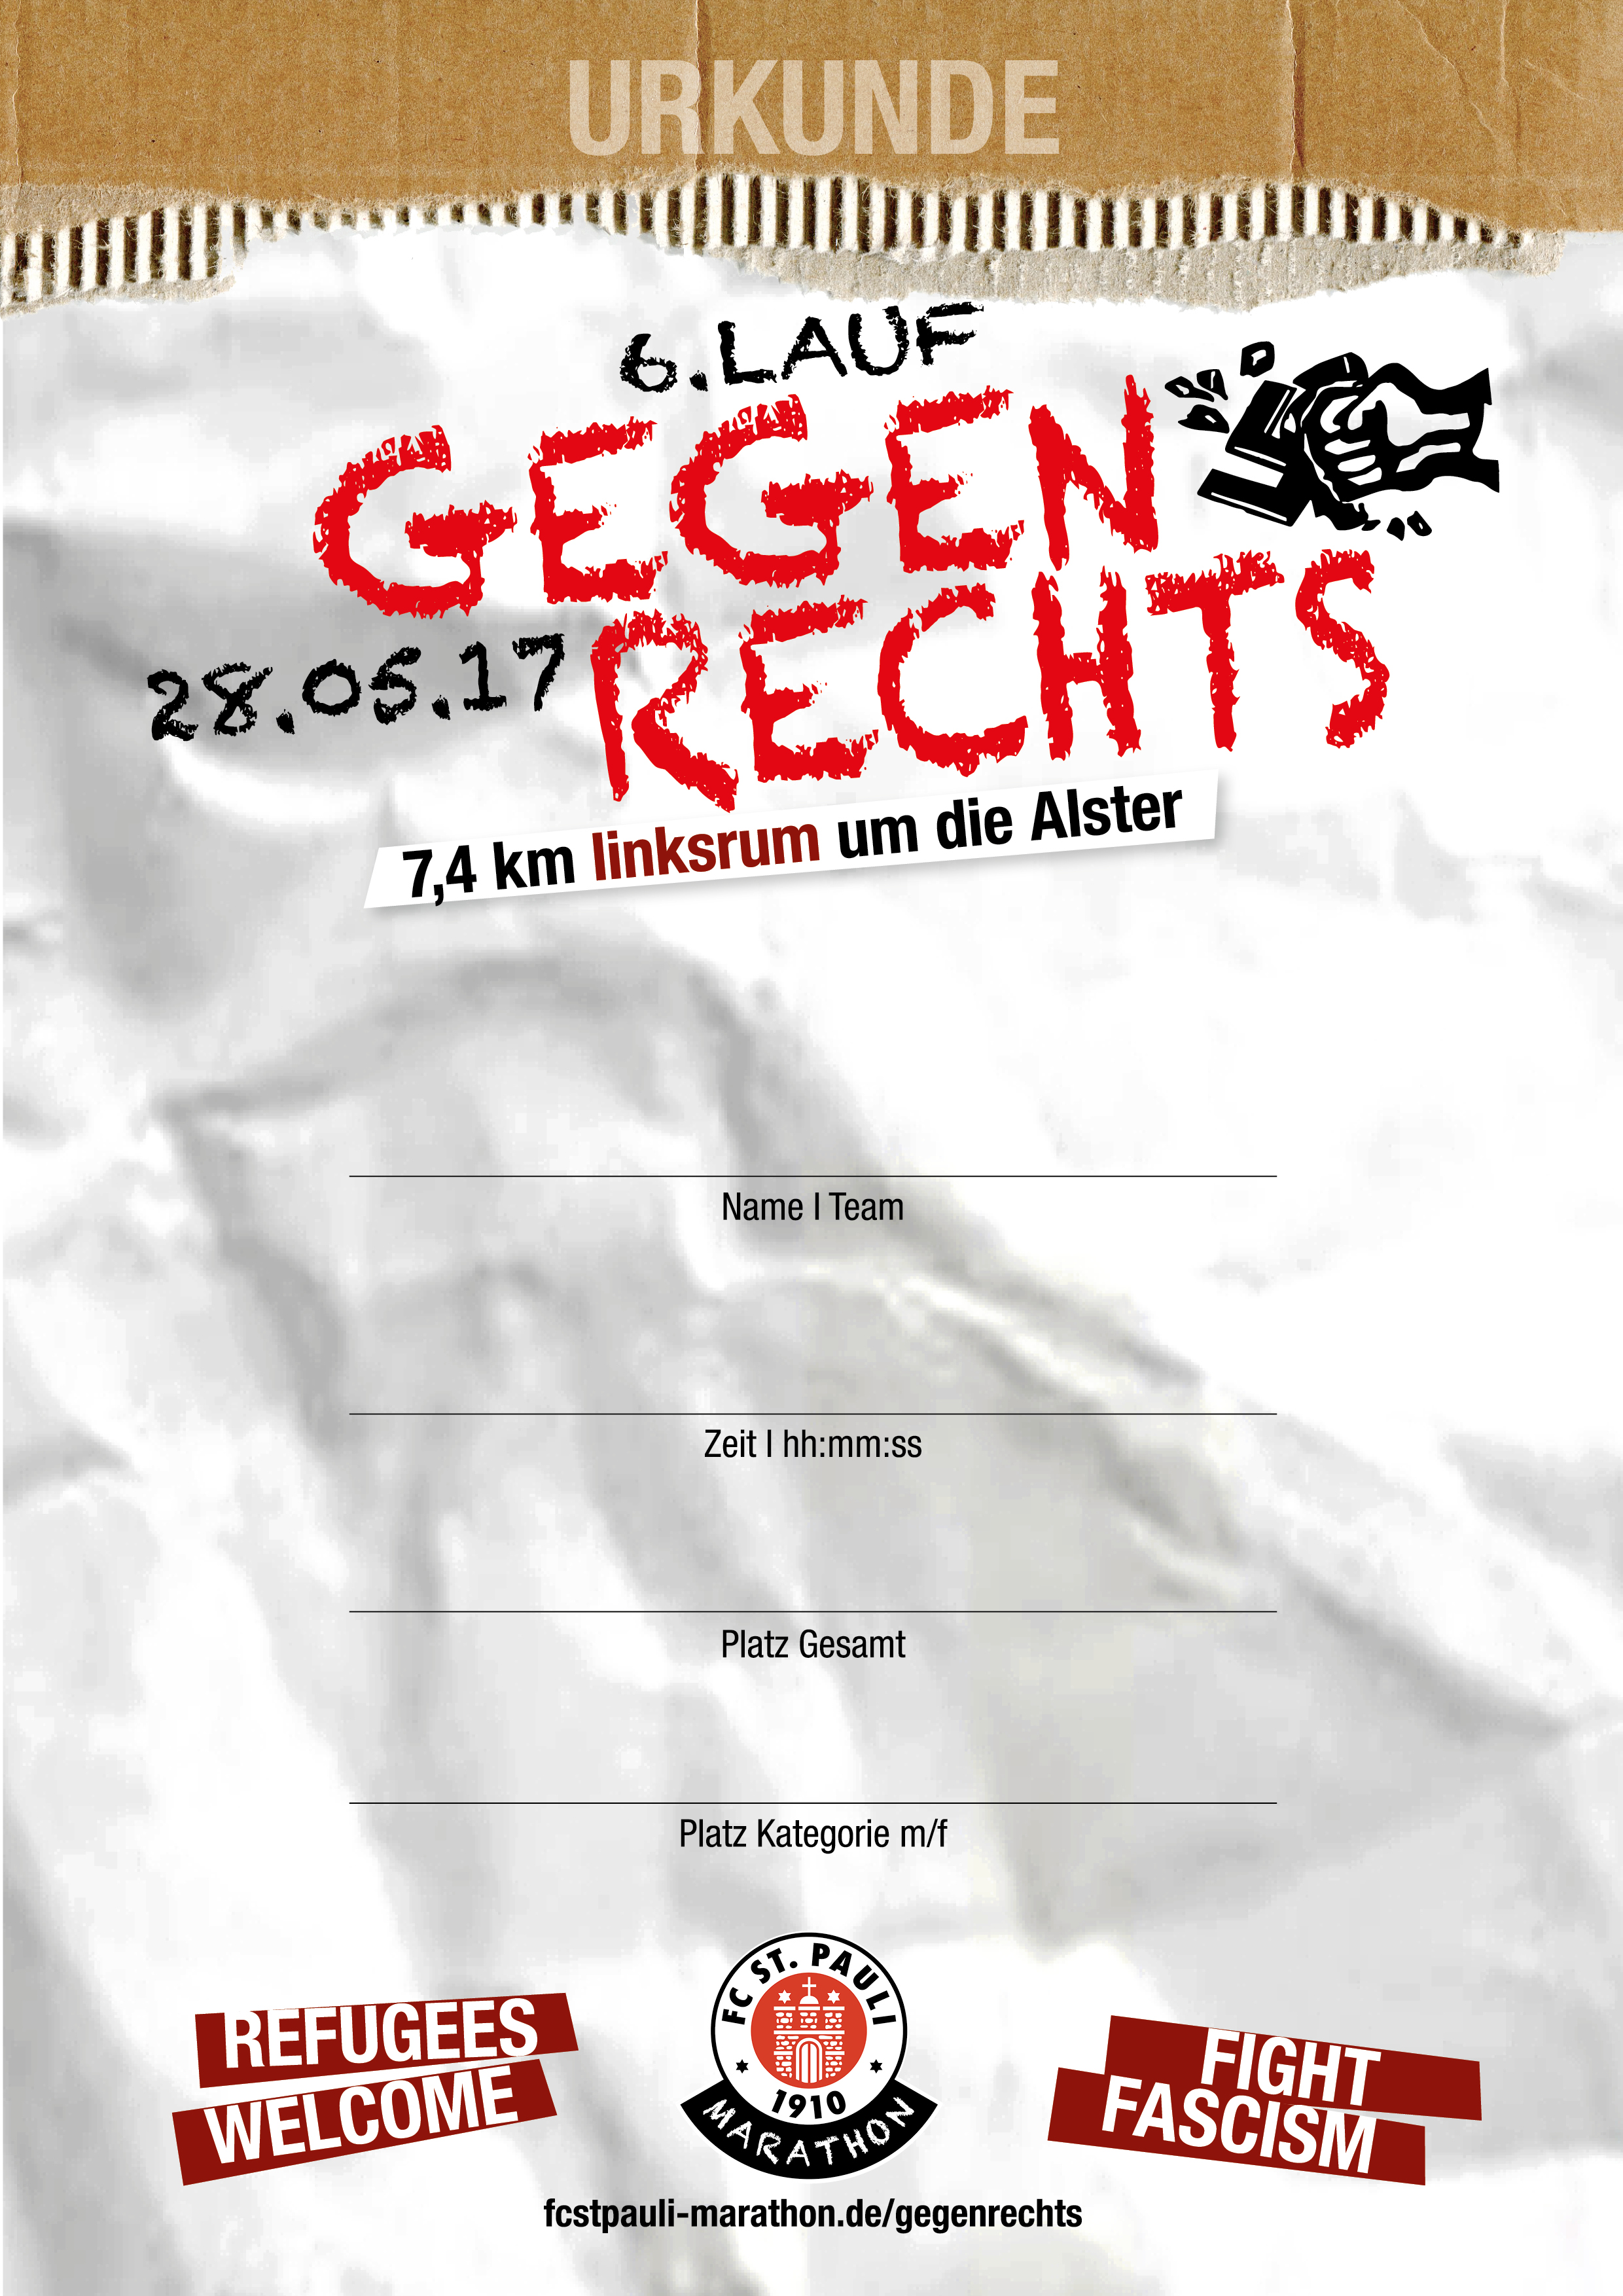 URKUNDE
6. LAUF
GEGEN
28.05.17 RECHTS
7,4 km linksrum um die Alster
Name I Team
Zeit I hh:mm:ss
Platz Gesamt
Platz Kategorie m/f
REFUGEES
WELCOME
FC ST. PAULI
1910
MARATHON
FIGHT
FASCISM
fcstpauli-marathon.de/gegenrechts